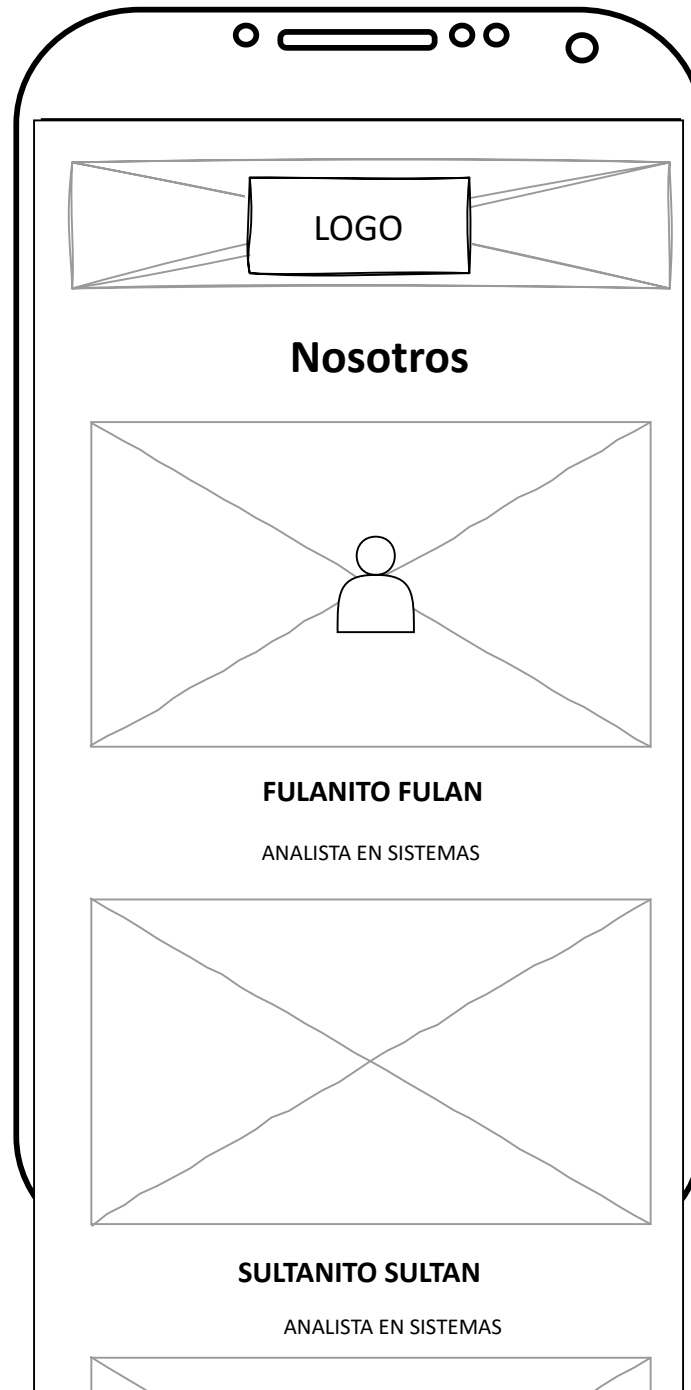 LOGO
Nosotros
FULANITO FULAN
ANALISTA EN SISTEMAS
SULTANITO SULTAN
ANALISTA EN SISTEMAS